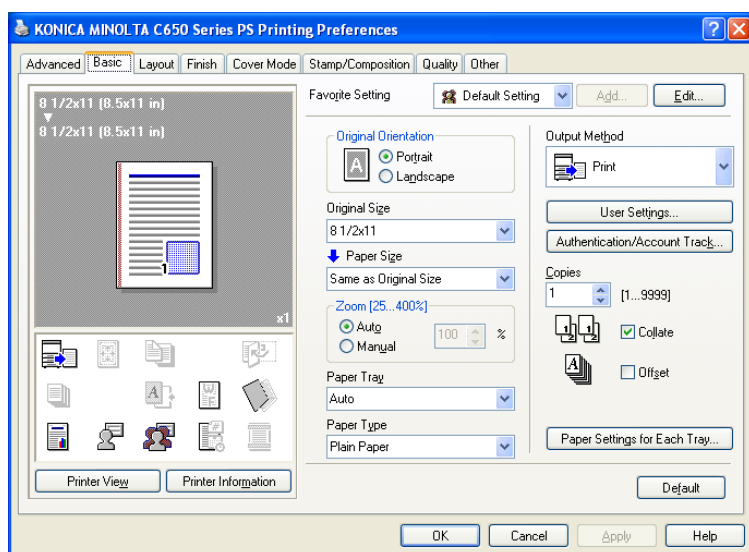 KONICA MINOLTA C650 Series PS Printing Preferences
Advanced Basic Layout Finish Cover Mode Stamp/Composition Quality Other
8 1/2x11 (8.5x11 in)
8 1/2x11 (8.5x11 in)
1
x1
Printer View Printer Information
Favorite Setting Default Setting Add... Edit...
Original Orientation
A
Portrait
Landscape
Original Size
8 1/2x11
Paper Size
Same as Original Size
Zoom [25...400%]
Auto
Manual
100 %
Paper Tray
Auto
Paper Type
Plain Paper
Output Method
Print
User Settings...
Authentication/Account Track...
Copies
1 [1...9999]
Collate
Offset
Paper Settings for Each Tray...
Default
OK Cancel Apply Help